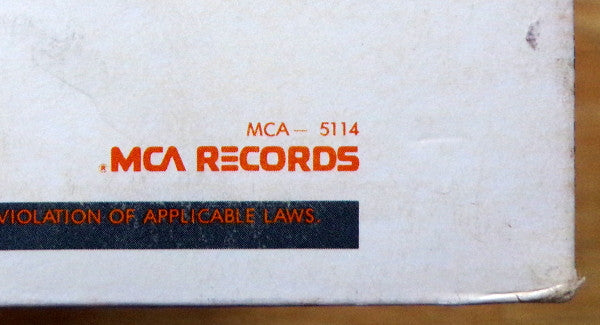 MCA — 5114
®MCA RECORDS
VIOLATION OF APPLICABLE LAWS.